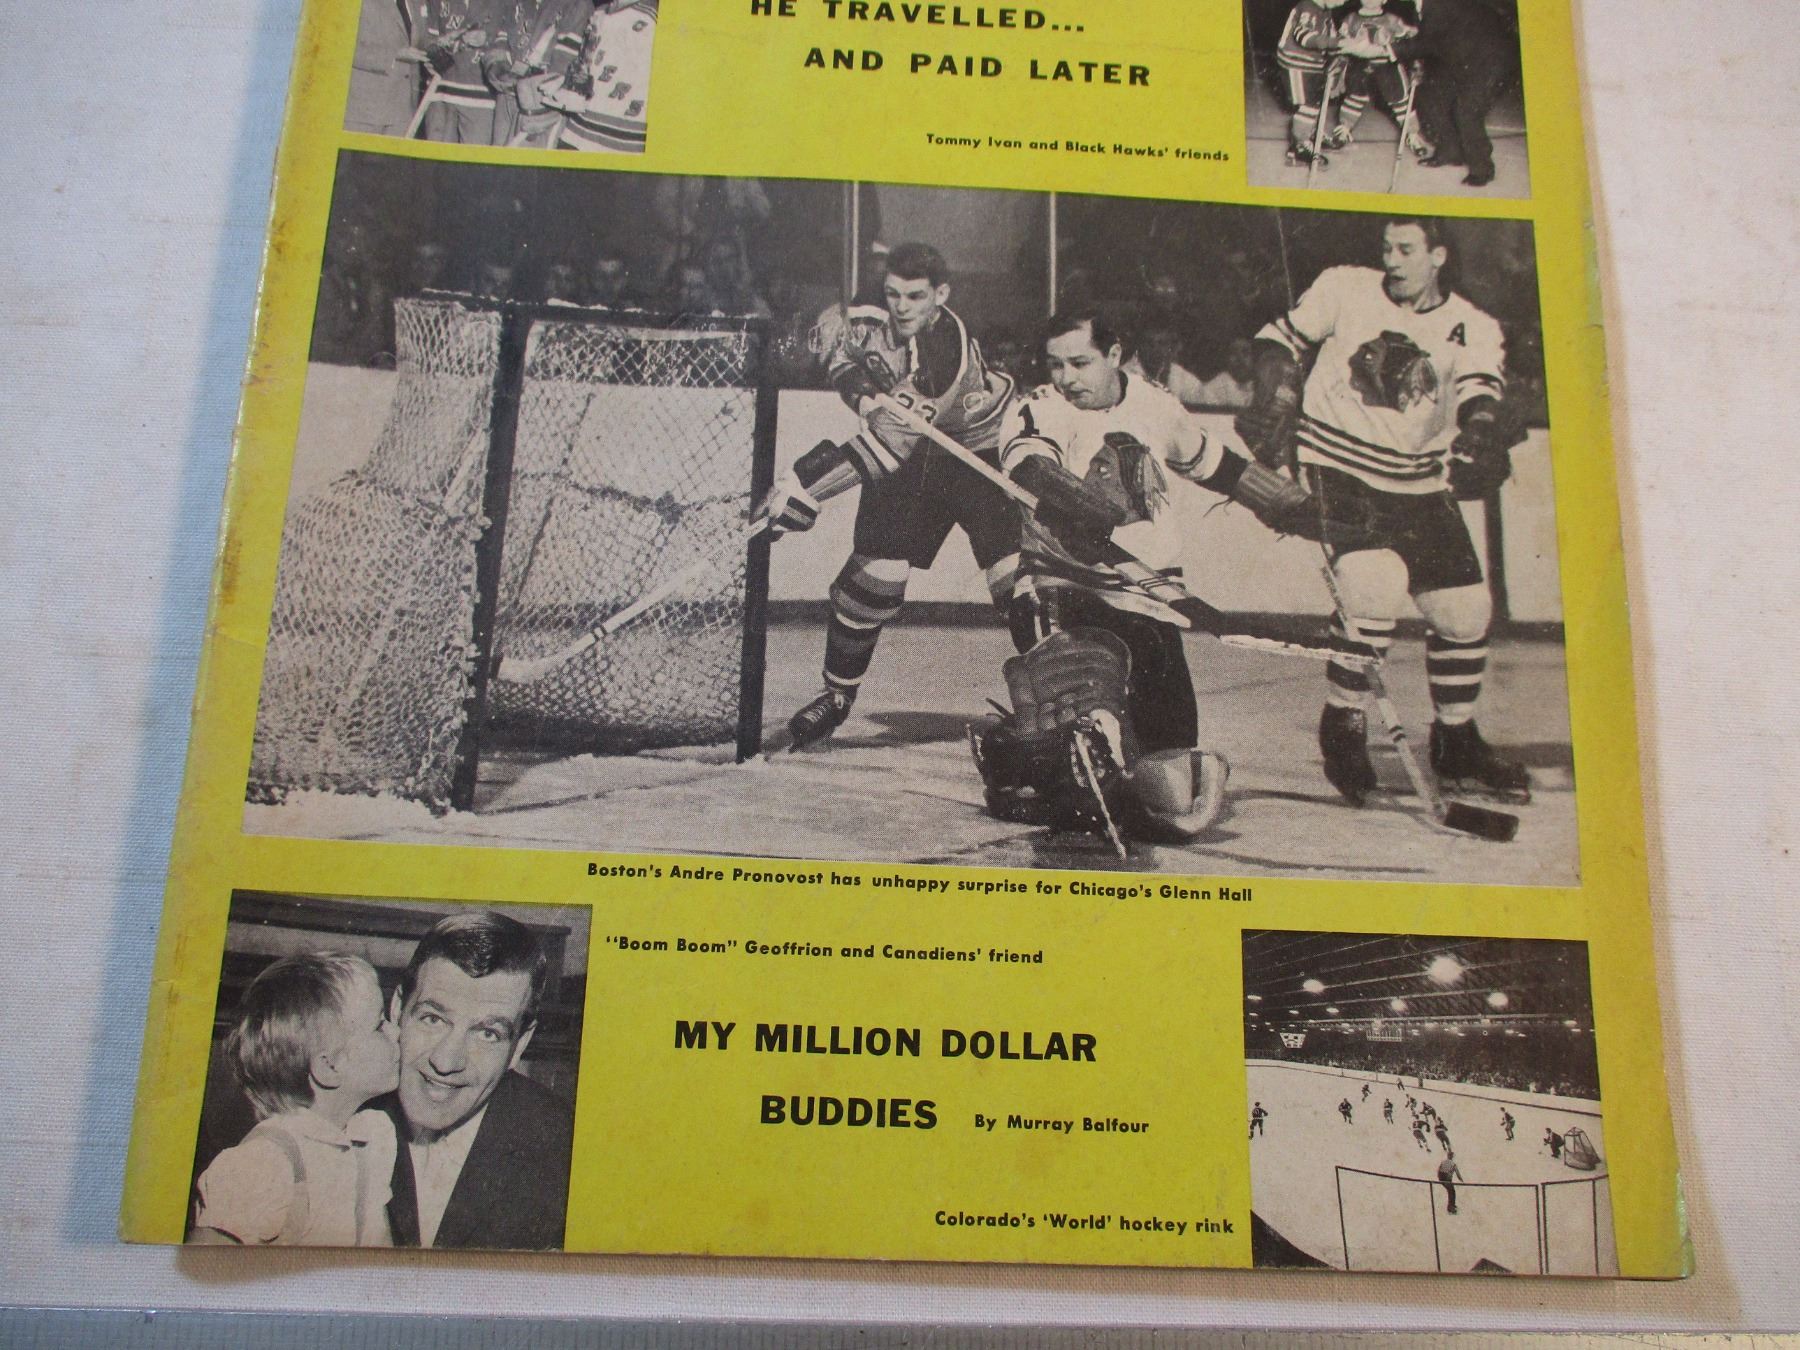 HE TRAVELLED...
AND PAID LATER
Tommy Ivan and Black Hawks' friends
A
1
Boston's Andre Pronovost has unhappy surprise for Chicago's Glenn Hall
"Boom Boom" Geoffrion and Canadiens' friend
MY MILLION DOLLAR
BUDDIES By Murray Balfour
Colorado's 'World' hockey rink